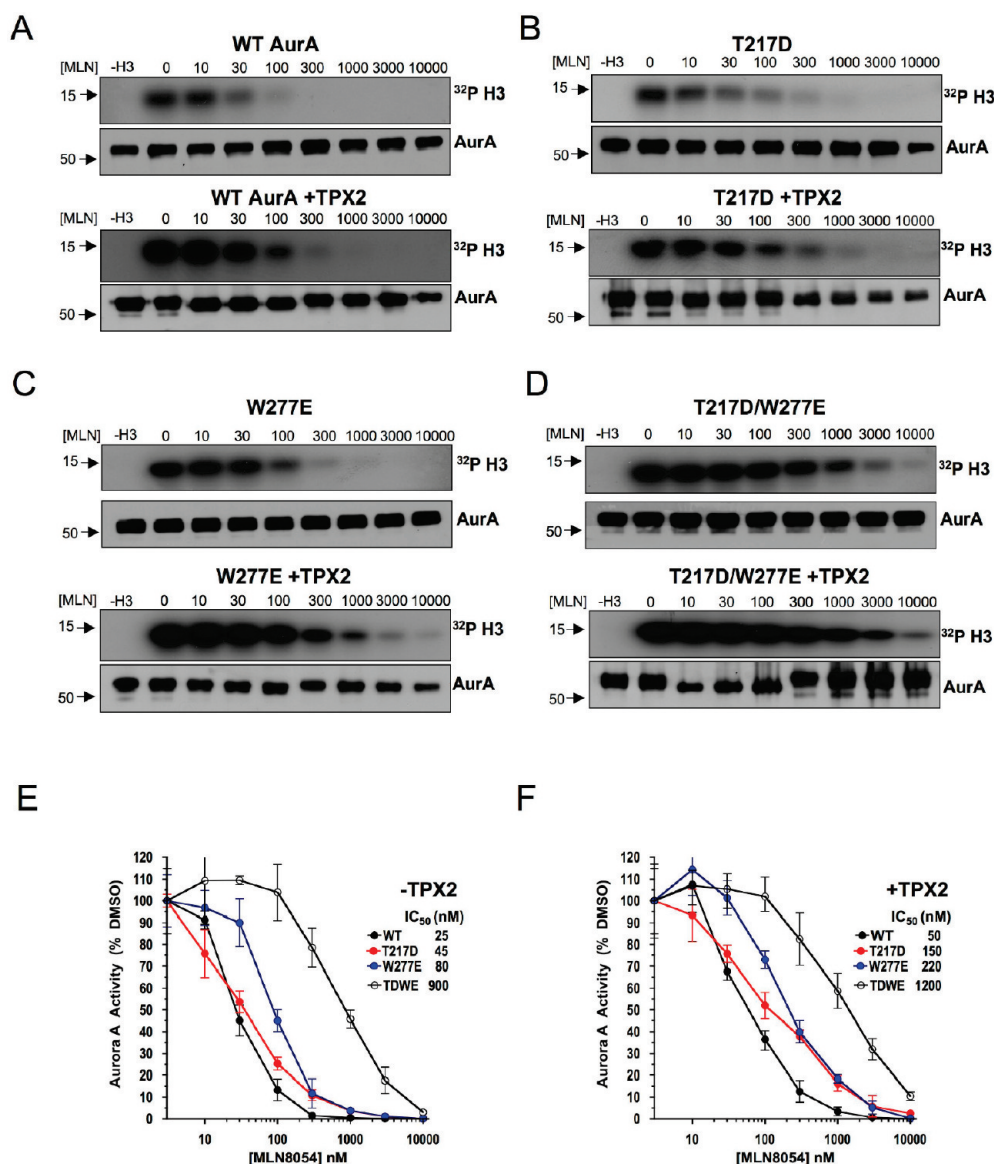 A
WT AurA
[MLN] -H3 0 10 30 100 300 1000 3000 10000
15 32P H3
50 AurA
WT AurA +TPX2
-H3 0 10 30 100 300 1000 3000 10000
15 32P H3
50 AurA
B
T217D
[MLN] -H3 0 10 30 100 300 1000 3000 10000
15 32P H3
50 AurA
T217D +TPX2
-H3 0 10 30 100 300 1000 3000 10000
15 32P H3
50 AurA
C
W277E
[MLN] -H3 0 10 30 100 300 1000 3000 10000
15 32P H3
50 AurA
W277E +TPX2
[MLN] -H3 0 10 30 100 300 1000 3000 10000
15 32P H3
50 AurA
D
T217D/W277E
[MLN] -H3 0 10 30 100 300 1000 3000 10000
15 32P H3
50 AurA
T217D/W277E +TPX2
[MLN] -H3 0 10 30 100 300 1000 3000 10000
15 32P H3
50 AurA
E
Aurora A Activity (% DMSO)
120
110
100
90
80
70
60
50
40
30
20
10
0
-TPX2
IC50 (nM)
WT 25
T217D 45
W277E 80
TDWE 900
10 100 1000 10000
[MLN8054] nM
F
Aurora A Activity (% DMSO)
120
110
100
90
80
70
60
50
40
30
20
10
0
+TPX2
IC50 (nM)
WT 50
T217D 150
W277E 220
TDWE 1200
10 100 1000 10000
[MLN8054] nM